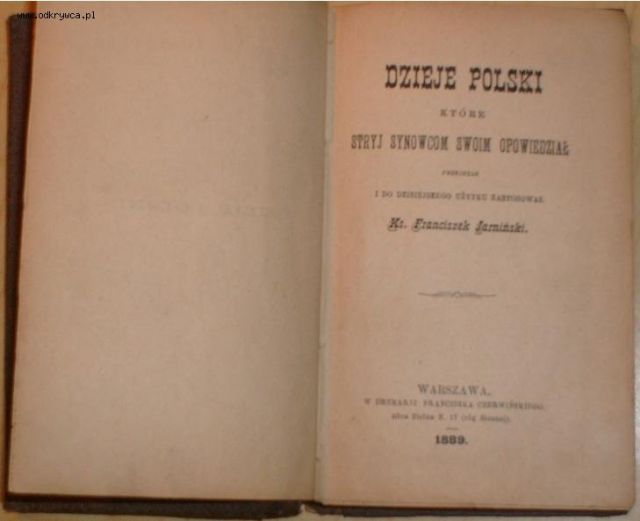 www.odkrywca.pl
DZIEJE POLSKI
KTÓRE
STRYJ SYNOWCOM SWOIM OPOWIEDZIAŁ
I DO DZISIEJSZEGO UŻYTKU ZASTOSOWAŁ
Ks. Franciszek Jarniński.
WARSZAWA.
W DRUKARNI FRANCISZKA CZERWIŃSKIEGO.
1889.